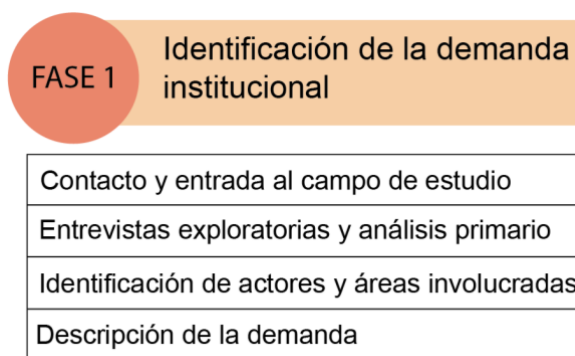 FASE 1
Identificación de la demanda
institucional
Contacto y entrada al campo de estudio
Entrevistas exploratorias y análisis primario
Identificación de actores y áreas involucradas
Descripción de la demanda